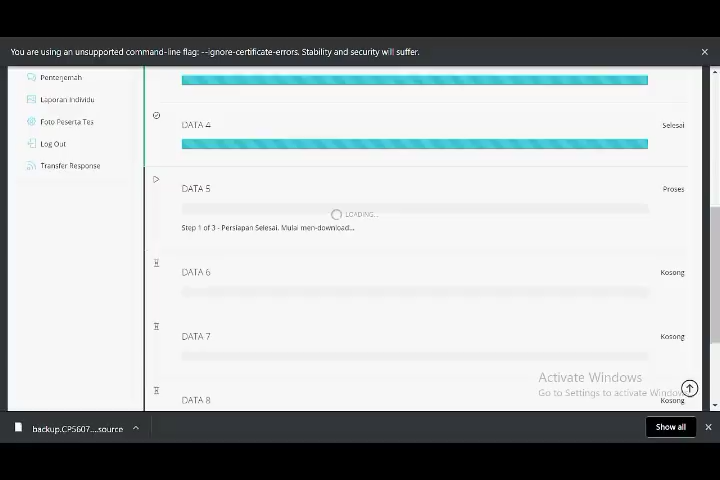 You are using an unsupported command-line flag: --ignore-certificate-errors. Stability and security will suffer.
Penterjemah
Laporan Individu
Foto Peserta Tes
Log Out
Transfer Response
DATA 4
Selesai
DATA 5
Proses
LOADING...
Step 1 of 3 - Persiapan Selesai. Mulai men-download...
DATA 6
Kosong
DATA 7
Kosong
DATA 8
Kosong
Activate Windows
Go to Settings to activate Windows.
backup.CP5607....source
Show all